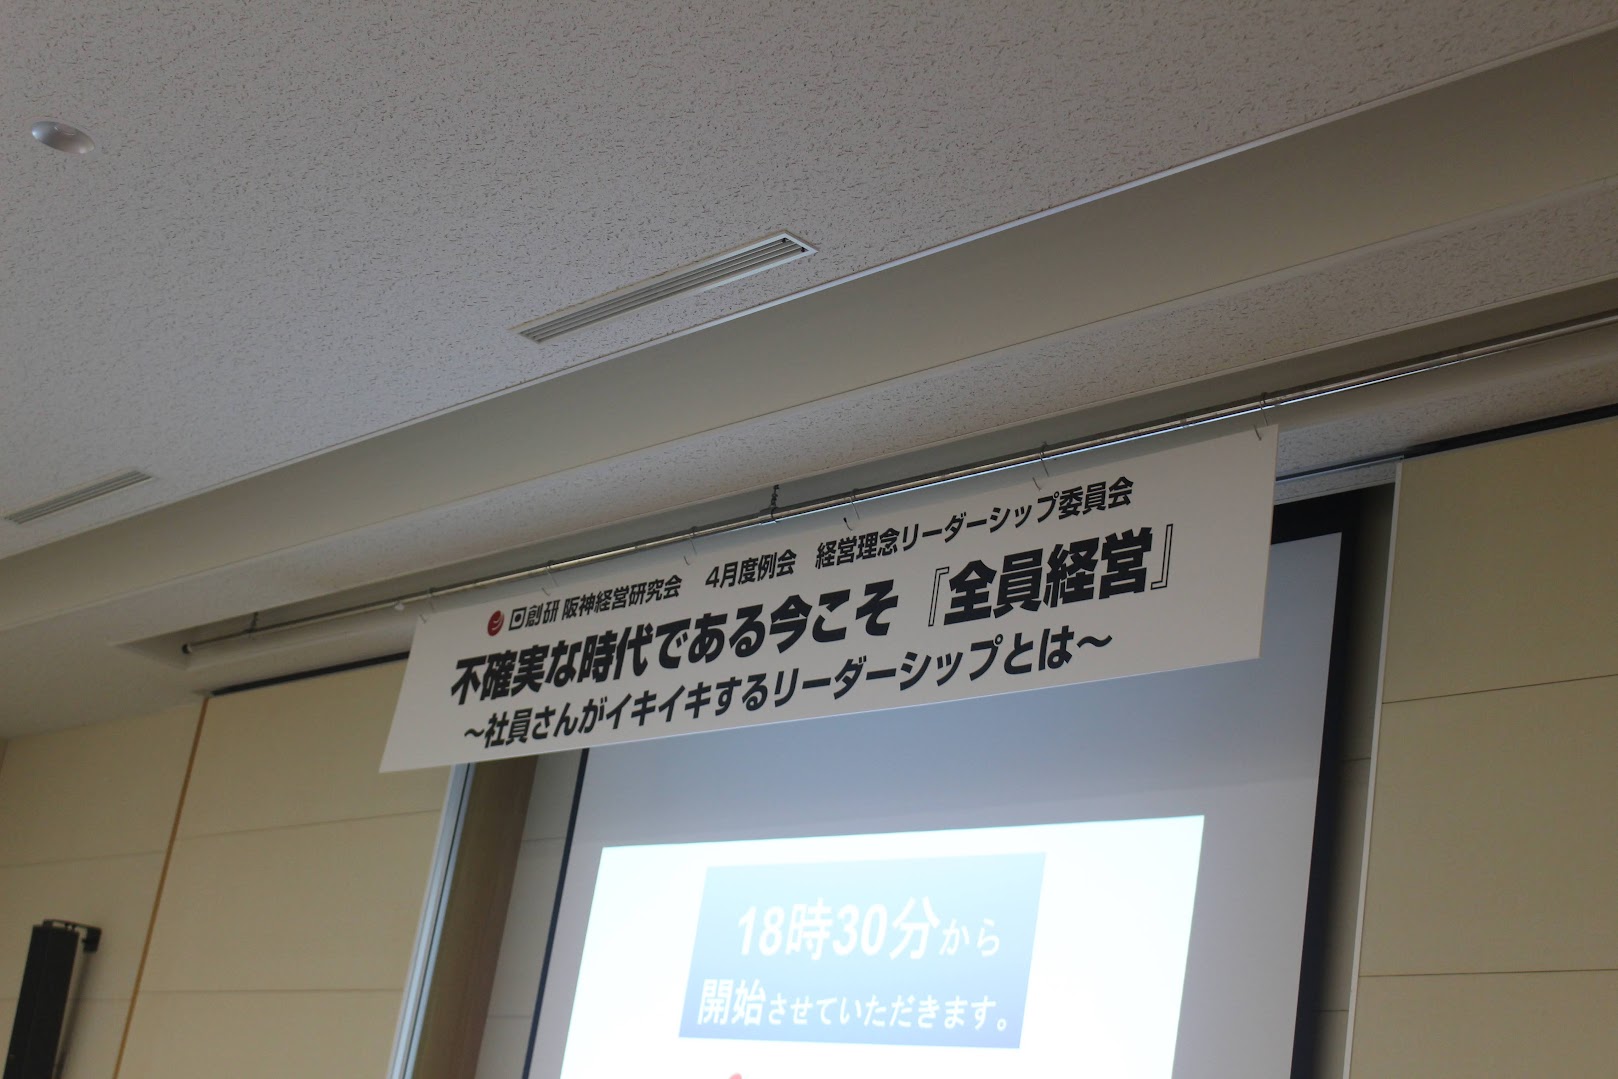 日創研 阪神経営研究会 4月度例会 経営理念リーダーシップ委員会
不確実な時代である今こそ『全員経営』
～社員さんがイキイキするリーダーシップとは～
18時30分から
開始させていただきます。